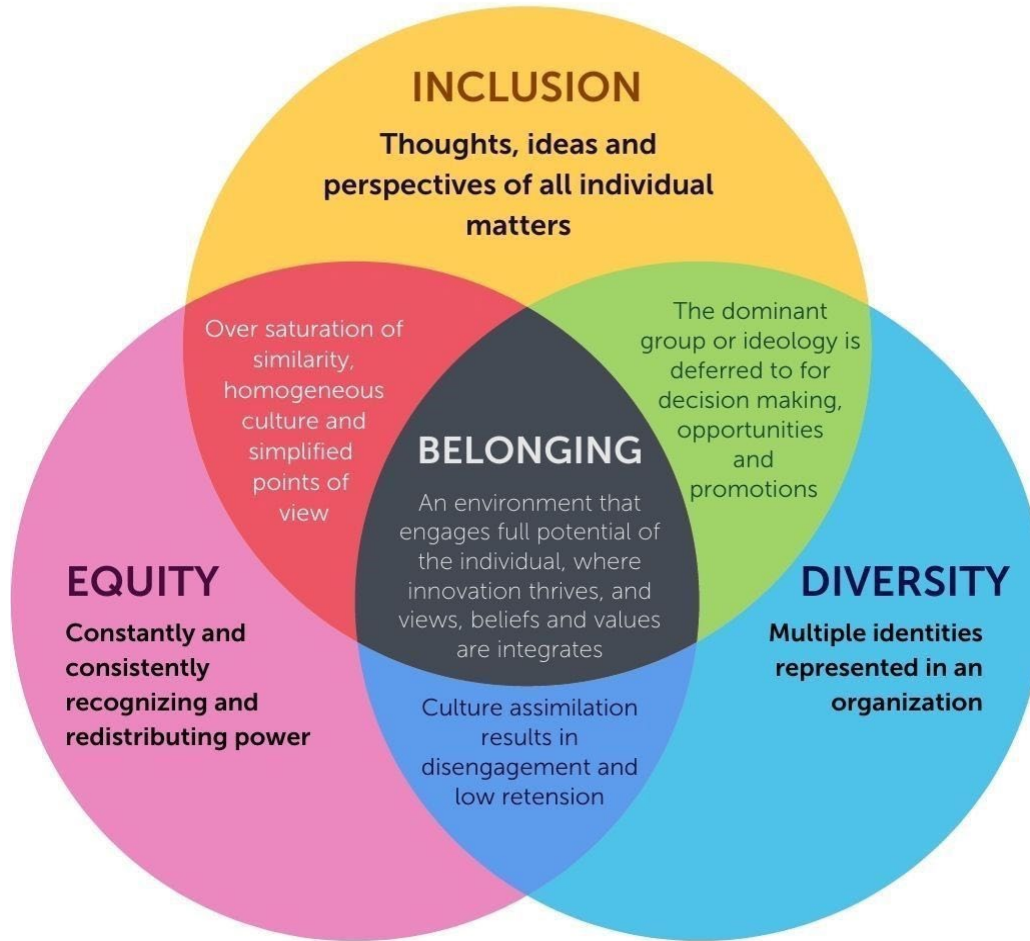 INCLUSION
Thoughts, ideas and
perspectives of all individual
matters
Over saturation of
similarity,
homogeneous
culture and
simplified
points of
view
The dominant
group or ideology is
deferred to for
decision making,
opportunities
and
promotions
BELONGING
An environment that
engages full potential of
the individual, where
innovation thrives, and
views, beliefs and values
are integrates
EQUITY
Constantly and
consistently
recognizing and
redistributing power
DIVERSITY
Multiple identities
represented in an
organization
Culture assimilation
results in
disengagement and
low retension